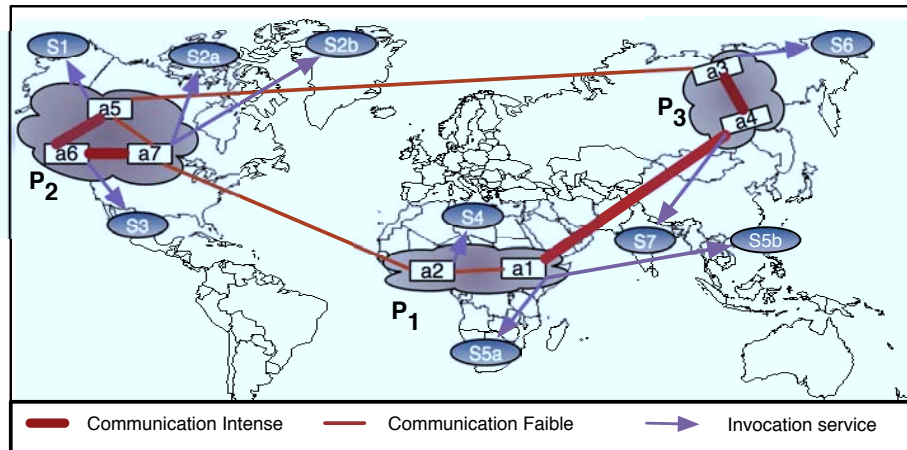 S1
S2a
S2b
S6
a3
P3
a5
a4
a6
a7
P2
S3
S4
S7
S5b
a2
a1
P1
S5a
Communication Intense
Communication Faible
Invocation service